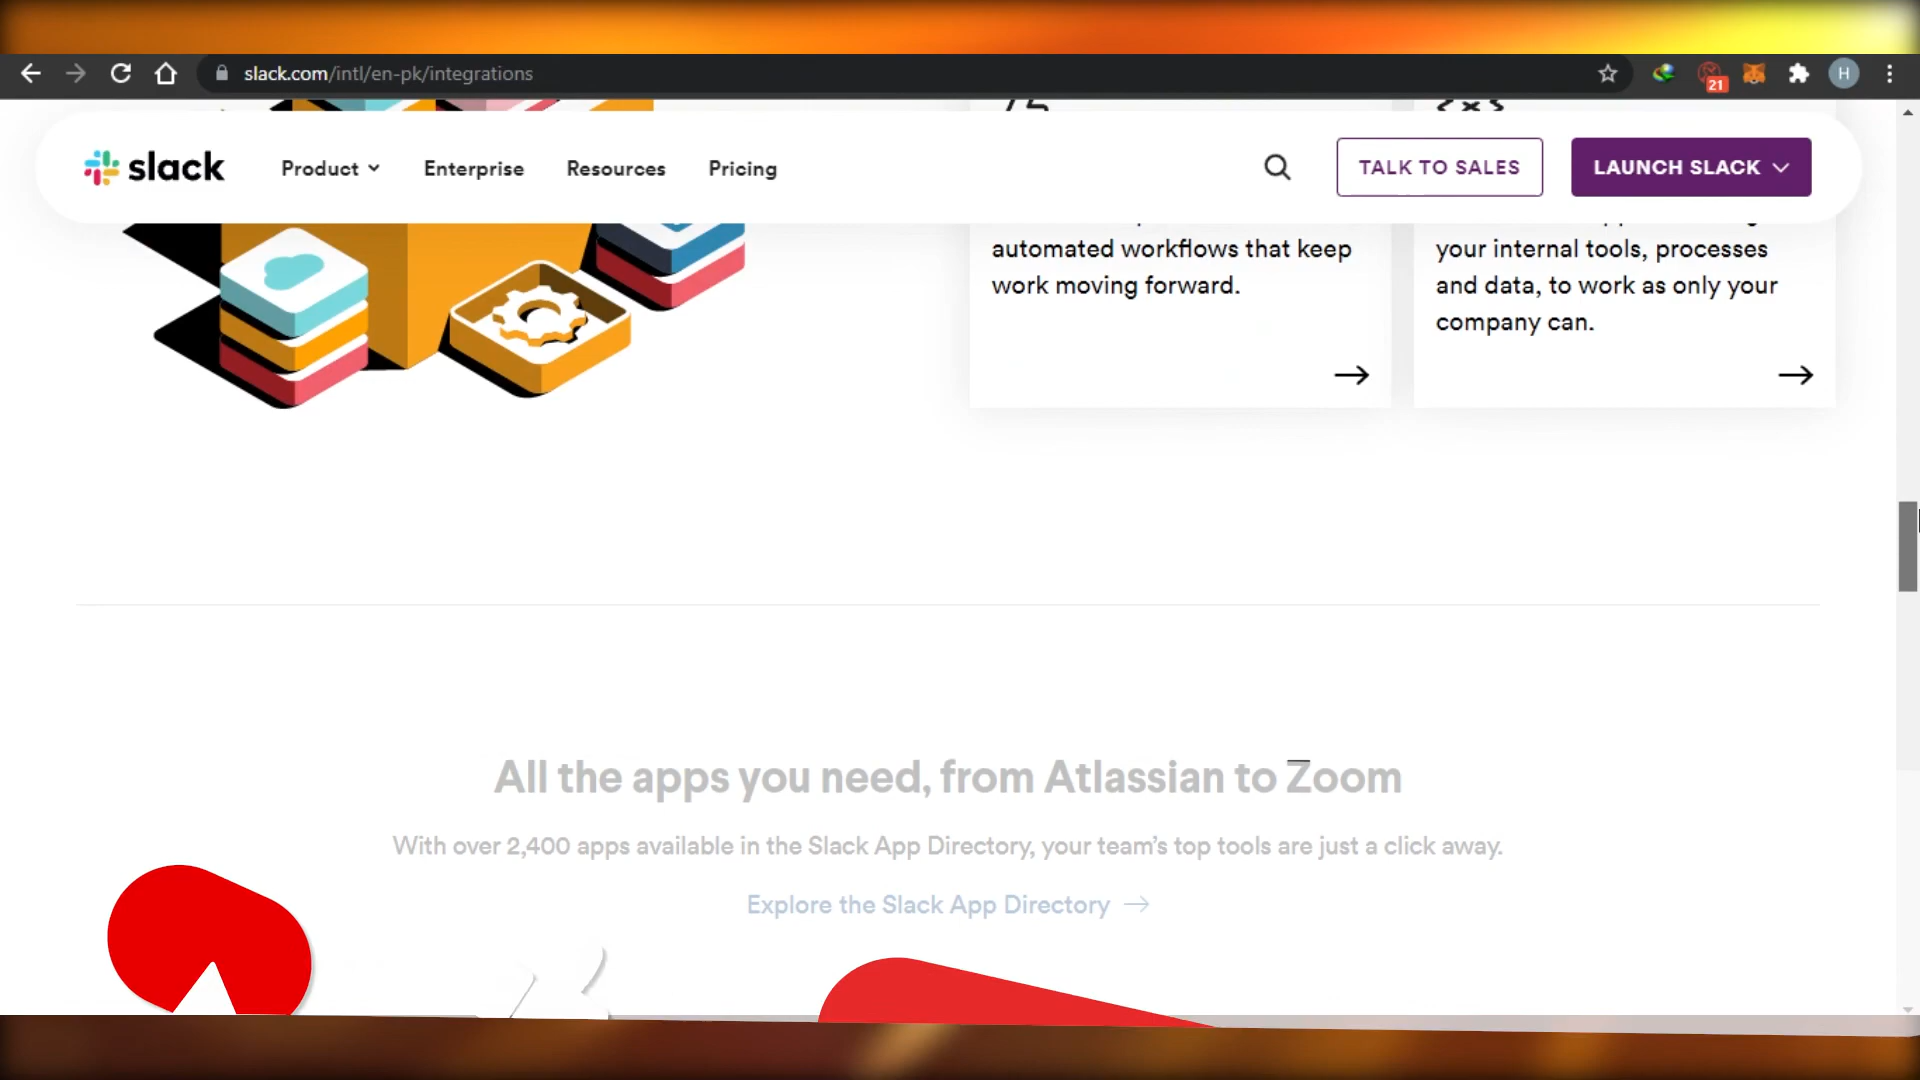 slack.com/intl/en-pk/integrations
21
H
slack
Product
Enterprise
Resources
Pricing
TALK TO SALES
LAUNCH SLACK
automated workflows that keep
work moving forward.
your internal tools, processes
and data, to work as only your
company can.
All the apps you need, from Atlassian to Zoom
With over 2,400 apps available in the Slack App Directory, your team’s top tools are just a click away.
Explore the Slack App Directory